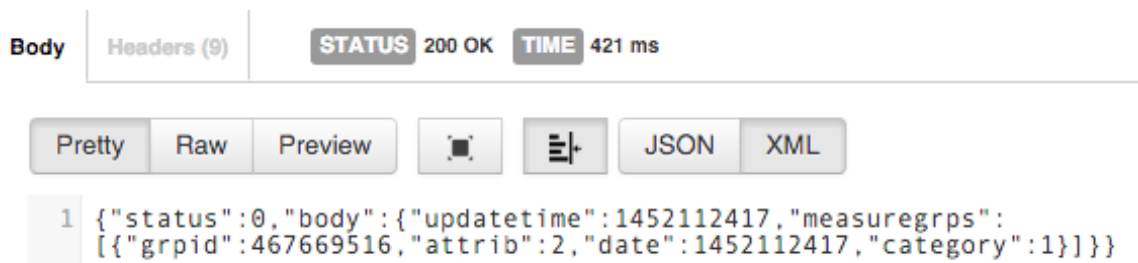 Body Headers (9) STATUS 200 OK TIME 421 ms
Pretty Raw Preview JSON XML
1 {"status":0,"body":{"updatetime":1452112417,"measuregrps":
[{"grpid":467669516,"attrib":2,"date":1452112417,"category":1}]}}